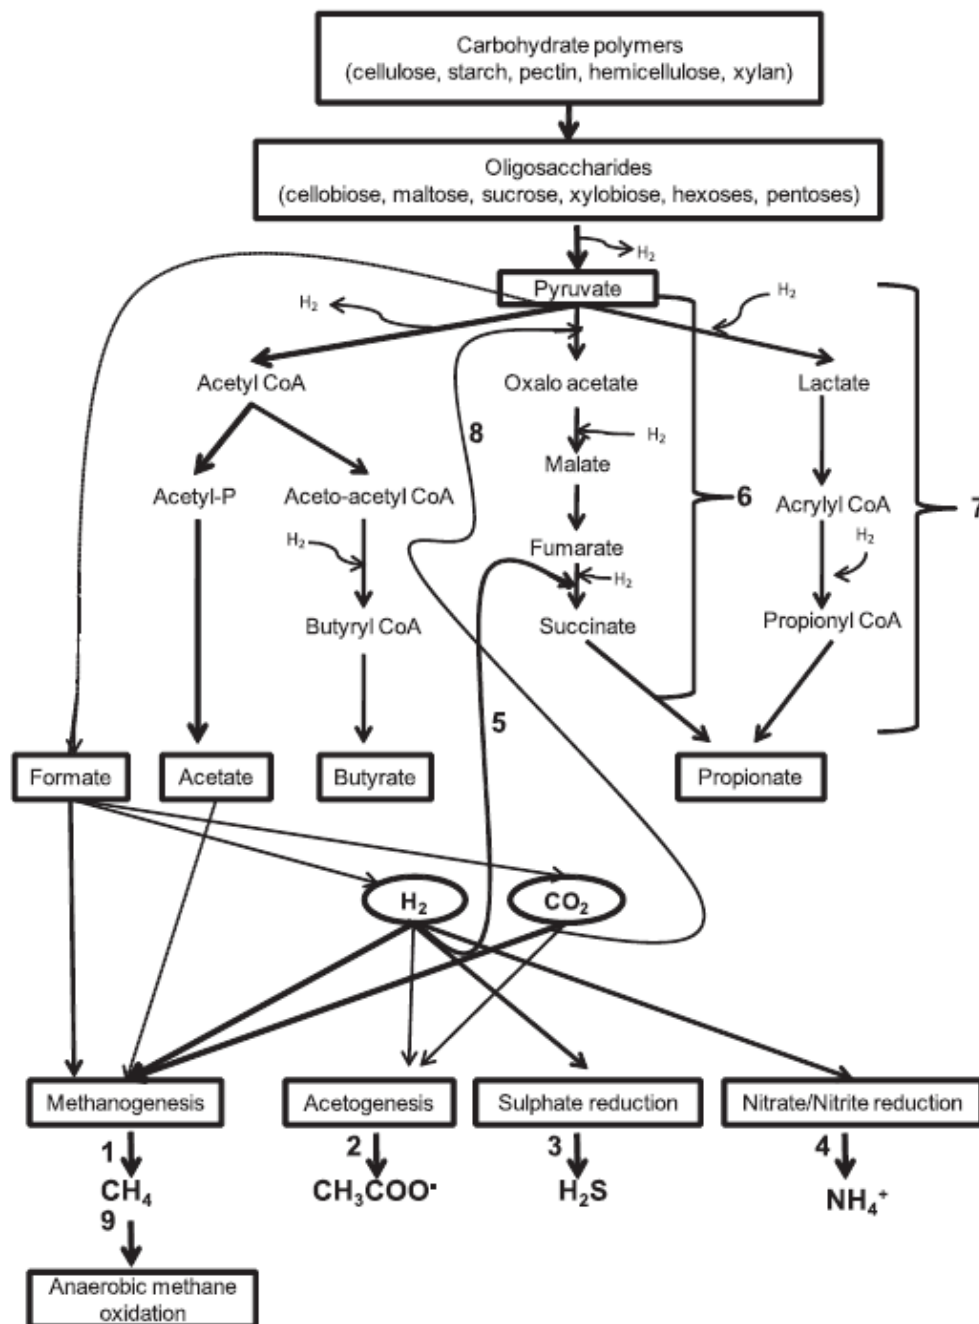 Carbohydrate polymers
(cellulose, starch, pectin, hemicellulose, xylan)
Oligosaccharides
(cellobiose, maltose, sucrose, xylobiose, hexoses, pentoses)
H₂
Pyruvate
H₂
H₂
Acetyl CoA
Oxalo acetate
Lactate
8
H₂
Malate
Acetyl-P
Aceto-acetyl CoA
6
Acrylyl CoA
7
H₂
H₂
Fumarate
H₂
Butyryl CoA
Succinate
Propionyl CoA
5
Formate
Acetate
Butyrate
Propionate
H₂
CO₂
Methanogenesis
Acetogenesis
Sulphate reduction
Nitrate/Nitrite reduction
1
2
3
4
CH₄
CH₃COO▪
H₂S
NH₄⁺
9
Anaerobic methane
oxidation